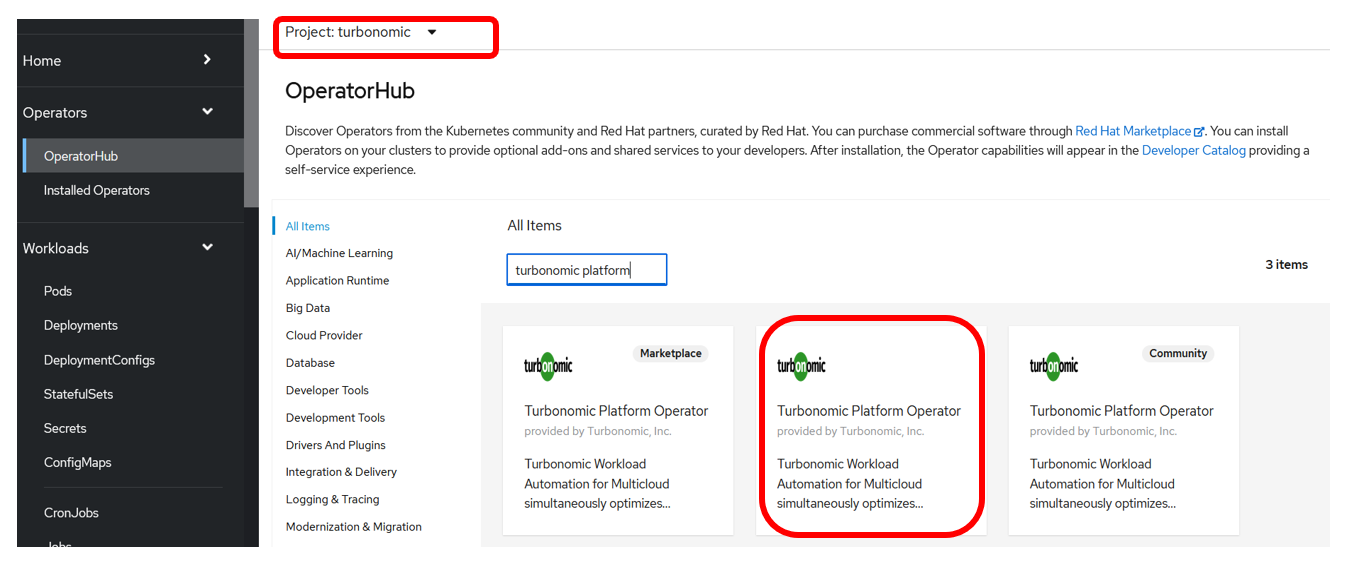 Project: turbonomic
Home
Operators
OperatorHub
Installed Operators
Workloads
Pods
Deployments
DeploymentConfigs
StatefulSets
Secrets
ConfigMaps
CronJobs
Jobs
OperatorHub
Discover Operators from the Kubernetes community and Red Hat partners, curated by Red Hat. You can purchase commercial software through Red Hat Marketplace. You can install
Operators on your clusters to provide optional add-ons and shared services to your developers. After installation, the Operator capabilities will appear in the Developer Catalog providing a
self-service experience.
All Items
AI/Machine Learning
Application Runtime
Big Data
Cloud Provider
Database
Developer Tools
Development Tools
Drivers And Plugins
Integration & Delivery
Logging & Tracing
Modernization & Migration
All Items
turbonomic platform
3 items
turbonomic
Marketplace
Turbonomic Platform Operator
provided by Turbonomic, Inc.
Turbonomic Workload
Automation for Multicloud
simultaneously optimizes...
turbonomic
Turbonomic Platform Operator
provided by Turbonomic, Inc.
Turbonomic Workload
Automation for Multicloud
simultaneously optimizes...
turbonomic
Community
Turbonomic Platform Operator
provided by Turbonomic, Inc.
Turbonomic Workload
Automation for Multicloud
simultaneously optimizes...